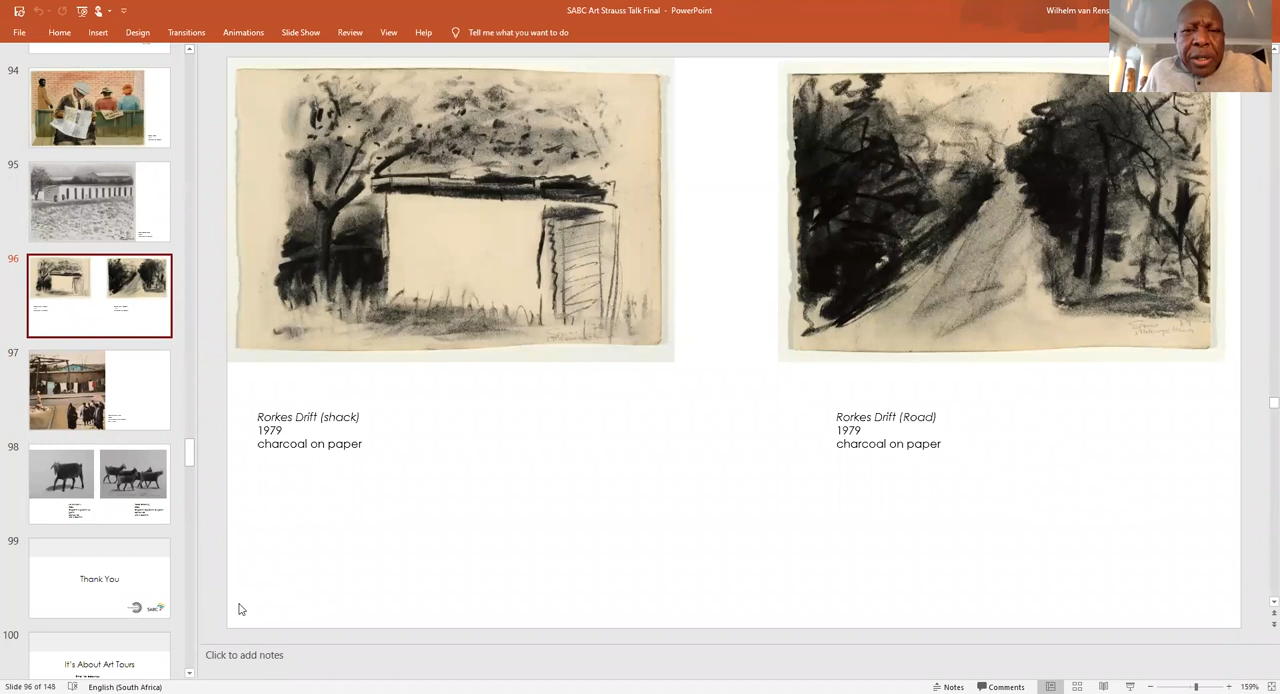 SABC Art Strauss Talk Final - PowerPoint
Wilhelm van Rens
File Home Insert Design Transitions Animations Slide Show Review View Help Tell me what you want to do
94
95
96
97
98
99
Thank You
SABC
100
It's About Art Tours
Rorkes Drift (shack)
1979
charcoal on paper
Rorkes Drift (Road)
1979
charcoal on paper
Click to add notes
Slide 96 of 148
English (South Africa)
Notes
Comments
159%